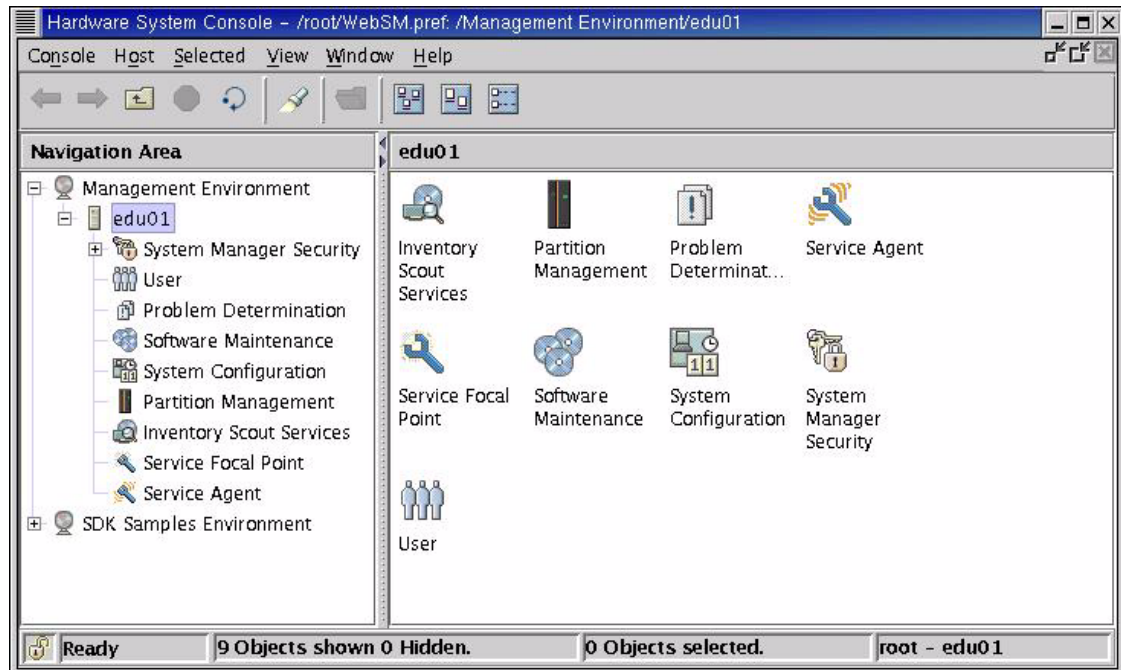 Hardware System Console – /root/WebSM.pref: /Management Environment/edu01
Console Host Selected View Window Help
Navigation Area
Management Environment
edu01
System Manager Security
User
Problem Determination
Software Maintenance
System Configuration
Partition Management
Inventory Scout Services
Service Focal Point
Service Agent
SDK Samples Environment
edu01
Inventory
Scout
Services
Partition
Management
Problem
Determinat...
Service Agent
Service Focal
Point
Software
Maintenance
11
System
Configuration
System
Manager
Security
User
Ready
9 Objects shown 0 Hidden.
0 Objects selected.
root – edu01